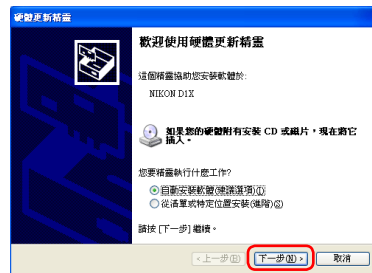 硬體更新精靈
歡迎使用硬體更新精靈
這個精靈協助您安裝軟體於:
NIKON D1X
如果您的硬體附有安裝 CD 或磁片，現在將它
插入。
您要精靈執行什麼工作?
自動安裝軟體(建議選項)(I)
從清單或特定位置安裝(進階)(S)
請按 [下一步] 繼續。
<上一步(B) 下一步(N)> 取消